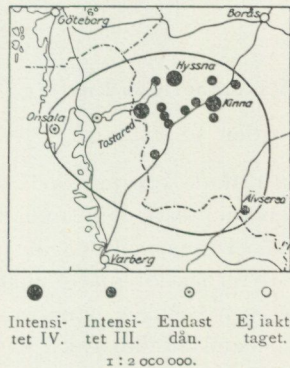 Göteborg
Borås
Hyssna
Kinna
Onsala
Tostared
Älvsered
Varberg
Intensi-
tet IV.
Intensi-
tet III.
Endast
dån.
Ej iakt-
taget.
1 : 2 000 000.